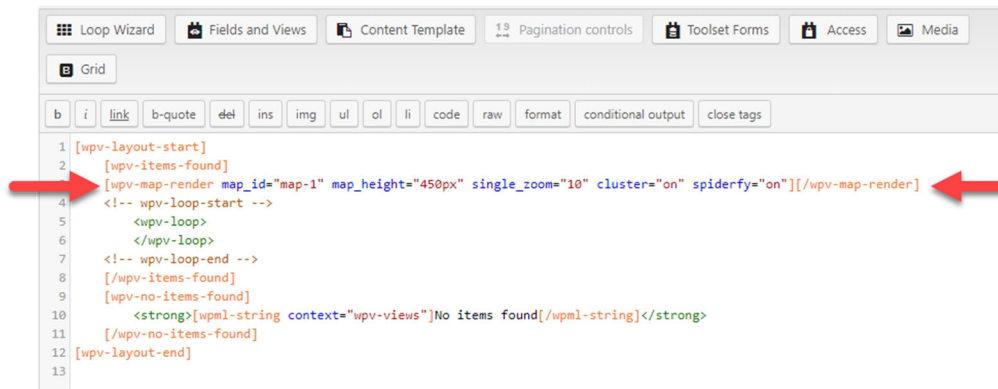 Loop Wizard Fields and Views Content Template Pagination controls Toolset Forms Access Media
Grid
b i link b-quote del ins img ul ol li code raw format conditional output close tags
1 [wpv-layout-start]
2 [wpv-items-found]
[wpv-map-render map_id="map-1" map_height="450px" single_zoom="10" cluster="on" spiderfy="on"][/wpv-map-render]
4 <!-- wpv-loop-start -->
5 <wpv-loop>
6 </wpv-loop>
7 <!-- wpv-loop-end -->
8 [/wpv-items-found]
9 [wpv-no-items-found]
10 <strong>[wpml-string context="wpv-views"]No items found[/wpml-string]</strong>
11 [/wpv-no-items-found]
12 [wpv-layout-end]
13